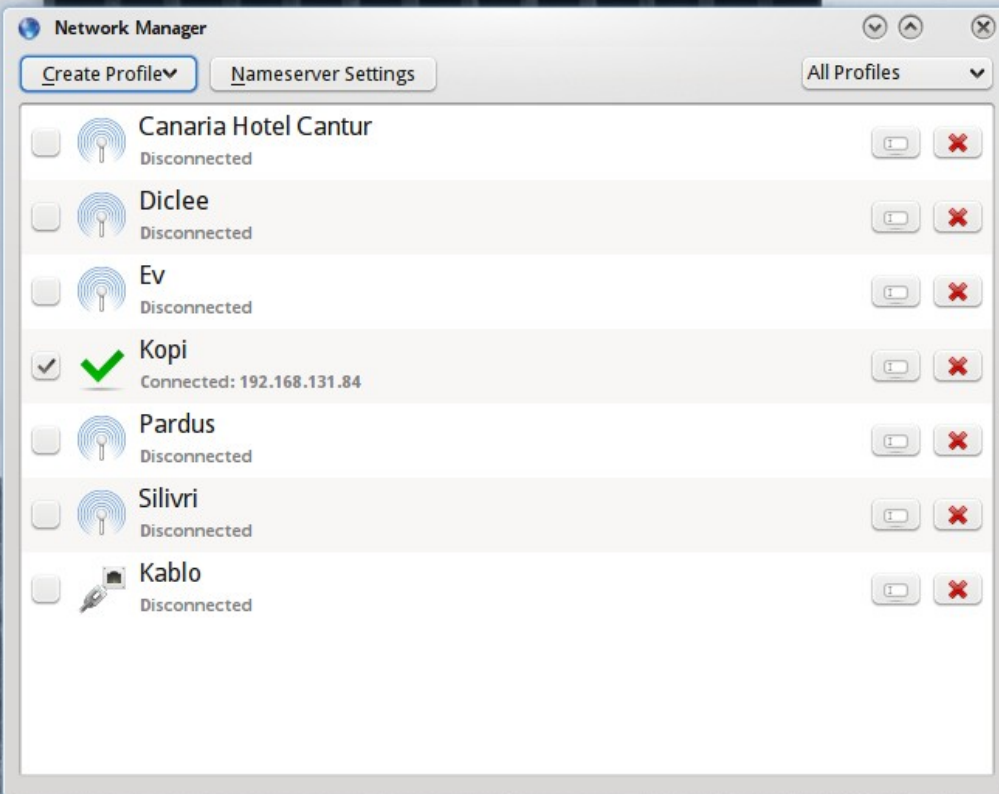 Network Manager
Create Profile
Nameserver Settings
All Profiles
Canaria Hotel Cantur
Disconnected
Diclee
Disconnected
Ev
Disconnected
Kopi
Connected: 192.168.131.84
Pardus
Disconnected
Silivri
Disconnected
Kablo
Disconnected